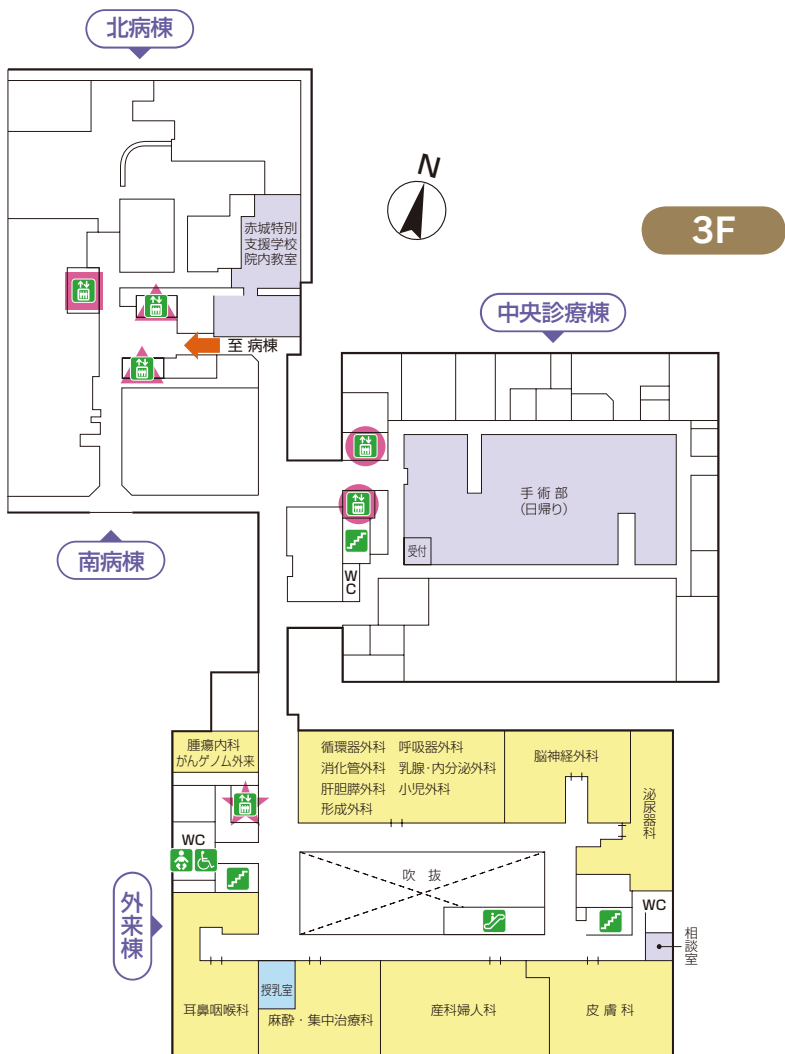 北病棟
N
3F
赤城特別
支援学校
院内教室
中央診療棟
至 病棟
手 術 部
(日帰り)
受付
南病棟
WC
腫瘍内科
がんゲノム外来
循環器外科 呼吸器外科
消化管外科 乳腺・内分泌外科
肝胆膵外科 小児外科
形成外科
脳神経外科
泌尿器科
WC
吹 抜
外来棟
WC
相談室
授乳室
耳鼻咽喉科
麻酔・集中治療科
産科婦人科
皮 膚 科